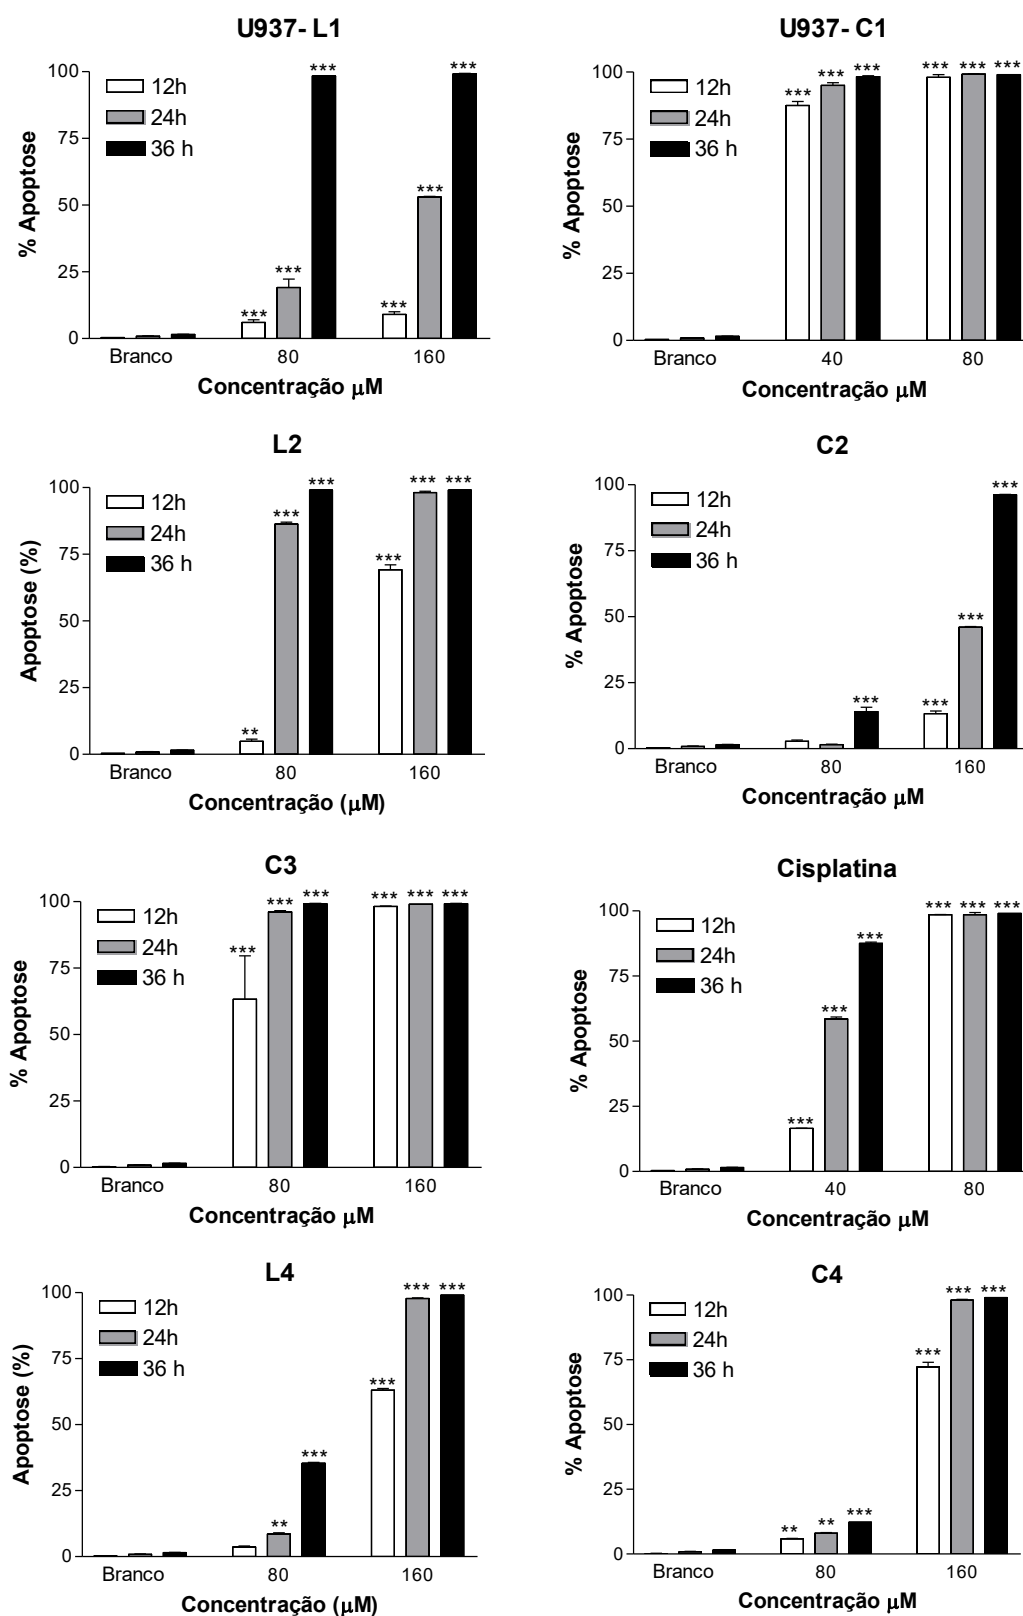 U937- L1
100
75
50
25
0
% Apoptose
12h
24h
36 h
*** *** ***
*** *** ***
Branco 80 160
Concentração µM
U937- C1
100
75
50
25
0
% Apoptose
12h
24h
36 h
*** *** ***
*** *** ***
Branco 40 80
Concentração µM
L2
100
75
50
25
0
Apoptose (%)
12h
24h
36 h
** *** ***
*** *** ***
Branco 80 160
Concentração (µM)
C2
100
75
50
25
0
% Apoptose
12h
24h
36 h
***
*** *** ***
Branco 80 160
Concentração µM
C3
100
75
50
25
0
% Apoptose
12h
24h
36 h
*** *** ***
*** *** ***
Branco 80 160
Concentração µM
Cisplatina
100
75
50
25
0
% Apoptose
12h
24h
36 h
*** *** ***
*** *** ***
Branco 40 80
Concentração µM
L4
100
75
50
25
0
Apoptose (%)
12h
24h
36 h
** ***
*** *** ***
Branco 80 160
Concentração (µM)
C4
100
75
50
25
0
% Apoptose
12h
24h
36 h
** ** ***
*** *** ***
Branco 80 160
Concentração µM